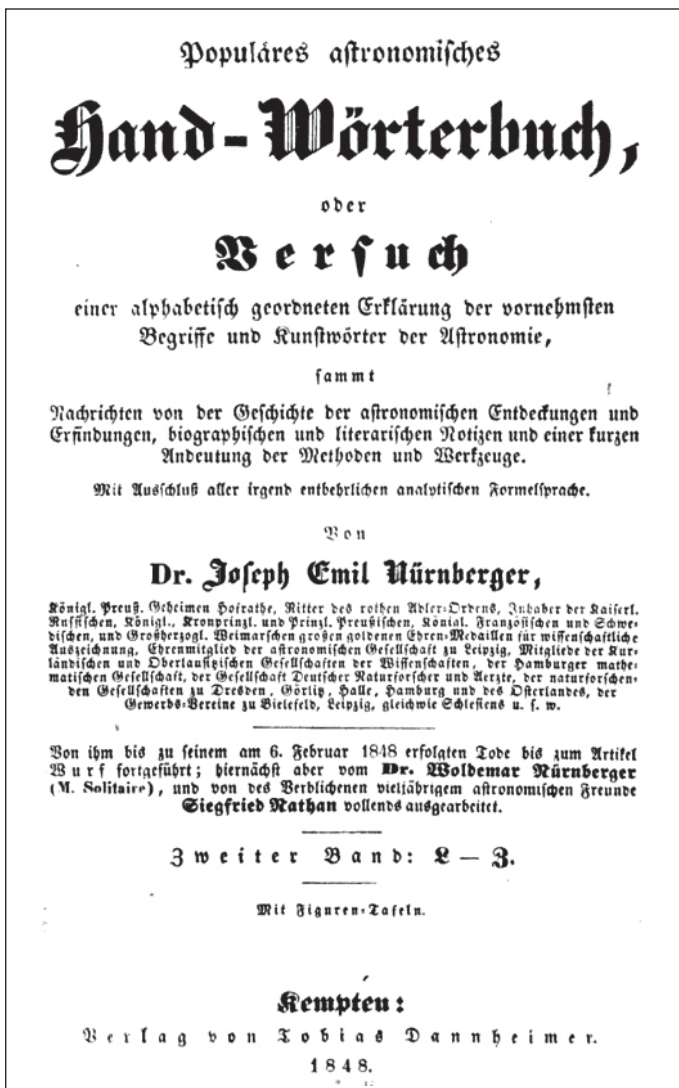 Populäres astronomisches
Hand-Wörterbuch,
oder
Versuch
einer alphabetisch geordneten Erklärung der vornehmsten
Begriffe und Kunstwörter der Astronomie,
sammt
Nachrichten von der Geschichte der astronomischen Entdeckungen und
Erfindungen, biographischen und literarischen Notizen und einer kurzen
Andeutung der Methoden und Werkzeuge.
Mit Ausschluß aller irgend entbehrlichen analytischen Formelsprache.
Von
Dr. Joseph Emil Nürnberger,
Königl. Preuß. Geheimen Hofrathe, Ritter des rothen Adler-Ordens, Inhaber der Kaiserl.
Russischen, Königl., Kronprinzl. und Prinzl. Preußischen, Königl. Französischen und Schwe-
dischen, und Großherzogl. Weimarschen großen goldenen Ehren-Medaillen für wissenschaftliche
Auszeichnung, Ehrenmitglied der astronomischen Gesellschaft zu Leipzig, Mitgliede der Kur-
ländischen und Oberlausitzischen Gesellschaften der Wissenschaften, der Hamburger mathe-
matischen Gesellschaft, der Gesellschaft Deutscher Naturforscher und Aerzte, der naturforschen-
den Gesellschaften zu Dresden, Görlitz, Halle, Hamburg und des Osterlandes, der
Gewerbs-Vereine zu Bielefeld, Leipzig, gleichwie Schlesiens u. s. w.
Von ihm bis zu seinem am 6. Februar 1848 erfolgten Tode bis zum Artikel
Wurf fortgeführt; hiernächst aber vom Dr. Woldemar Nürnberger
(M. Solitaire), und von des Verblichenen vieljährigem astronomischen Freunde
Siegfried Nathan vollends ausgearbeitet.
Zweiter Band: L — Z.
Mit Figuren-Tafeln.
Kempten:
Verlag von Tobias Dannheimer.
1848.